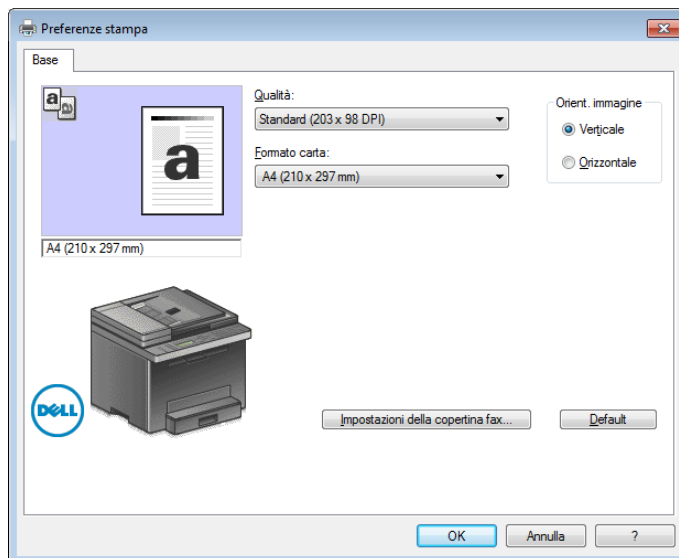 Preferenze stampa
Base
a
a
a
A4 (210 x 297 mm)
Qualità:
Standard (203 x 98 DPI)
Formato carta:
A4 (210 x 297 mm)
Orient. immagine
Verticale
Orizzontale
DELL
Impostazioni della copertina fax...
Default
OK
Annulla
?